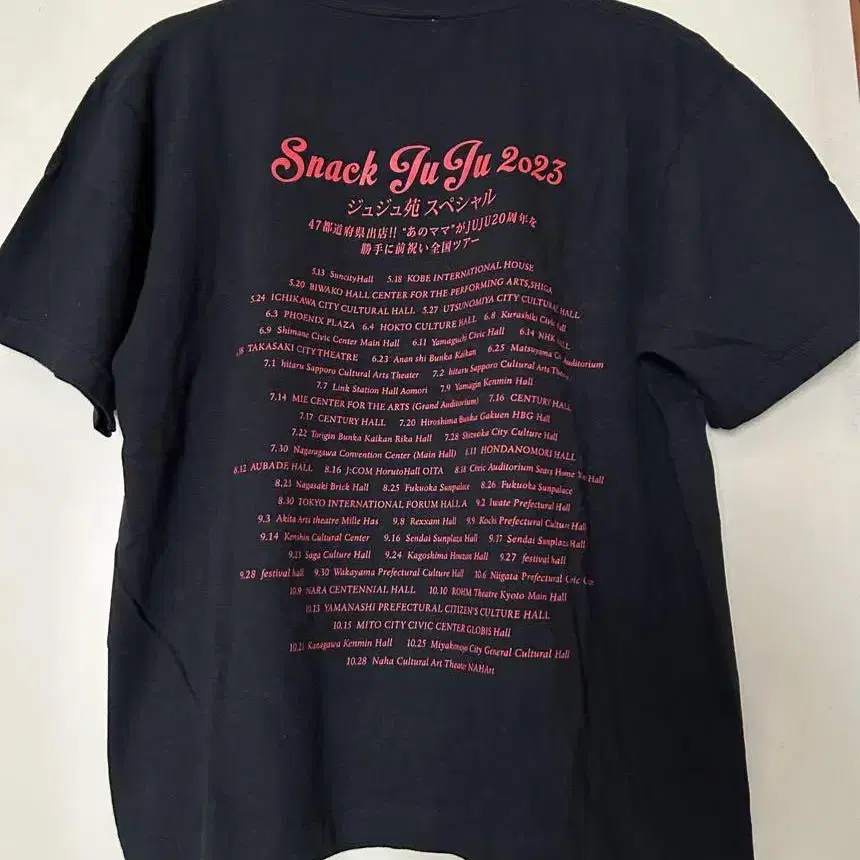 Snack JuJu 2023
ジュジュ苑 スペシャル
47都道府県出店!! "あのママ"がJUJU20周年を
勝手に前祝い全国ツアー
5.13 SuncityHall 5.18 KOBE INTERNATIONAL HOUSE
5.20 BIWAKO HALL CENTER FOR THE PERFORMING ARTS,SHIGA
5.24 ICHIKAWA CITY CULTURAL HALL 5.27 UTSUNOMIYA CITY CULTURAL HALL
6.3 PHOENIX PLAZA 6.4 HOKTO CULTURE HALL 6.8 Kurashiki Civic Hall
6.9 Shimane Civic Center Main Hall 6.11 Yamaguchi Civic Hall 6.14 NHK HALL
TAKASAKI CITYTHEATRE 6.23 Anan shi Bunka Kaikan 6.25 Matsuyama Auditorium
7.1 hitaru Sapporo Cultural Arts Theater 7.2 hitaru Sapporo Cultural Arts Theater
7.7 Link Station Hall Aomori 7.9 Yamagin Kenmin Hall
7.14 MIE CENTER FOR THE ARTS (Grand Auditorium) 7.16 CENTURY HALL
7.17 CENTURY HALL 7.20 Hiroshima Bunka Gakuen HBG Hall
7.22 Torigin Bunka Kaikan Rika Hall 7.28 Shizuoka City Culture Hall
7.30 Nagaragawa Convention Center (Main Hall) 8.11 HONDANOMORI HALL
8.12 AUBADE HALL 8.16 J:COM HorutoHall OITA 8.18 Civic Auditorium Sears Home Hall
8.23 Nagasaki Brick Hall 8.25 Fukuoka Sunpalace 8.26 Fukuoka Sunpalace
8.30 TOKYO INTERNATIONAL FORUM HALL A 9.2 Iwate Prefectural Hall
9.3 Akita Arts theatre Mille Has 9.8 Rexxam Hall 9.9 Kochi Prefectural Culture Hall
9.14 Kenshin Cultural Center 9.16 Sendai Sunplaza Hall 9.17 Sendai Sunplaza Hall
9.23 Saga Culture Hall 9.24 Kagoshima Houzan Hall 9.27 festival hall
9.28 festival hall 9.30 Wakayama Prefectural Culture Hall 10.6 Niigata Prefectural Civic
10.9 NARA CENTENNIAL HALL 10.10 ROHM Theatre Kyoto Main Hall
10.13 YAMANASHI PREFECTURAL CITIZEN'S CULTURE HALL
10.15 MITO CITY CIVIC CENTER GLOBIS Hall
10.21 Kanagawa Kenmin Hall 10.25 Miyakonojo City General Cultural Hall
10.28 Naha Cultural Art Theater NAHArt